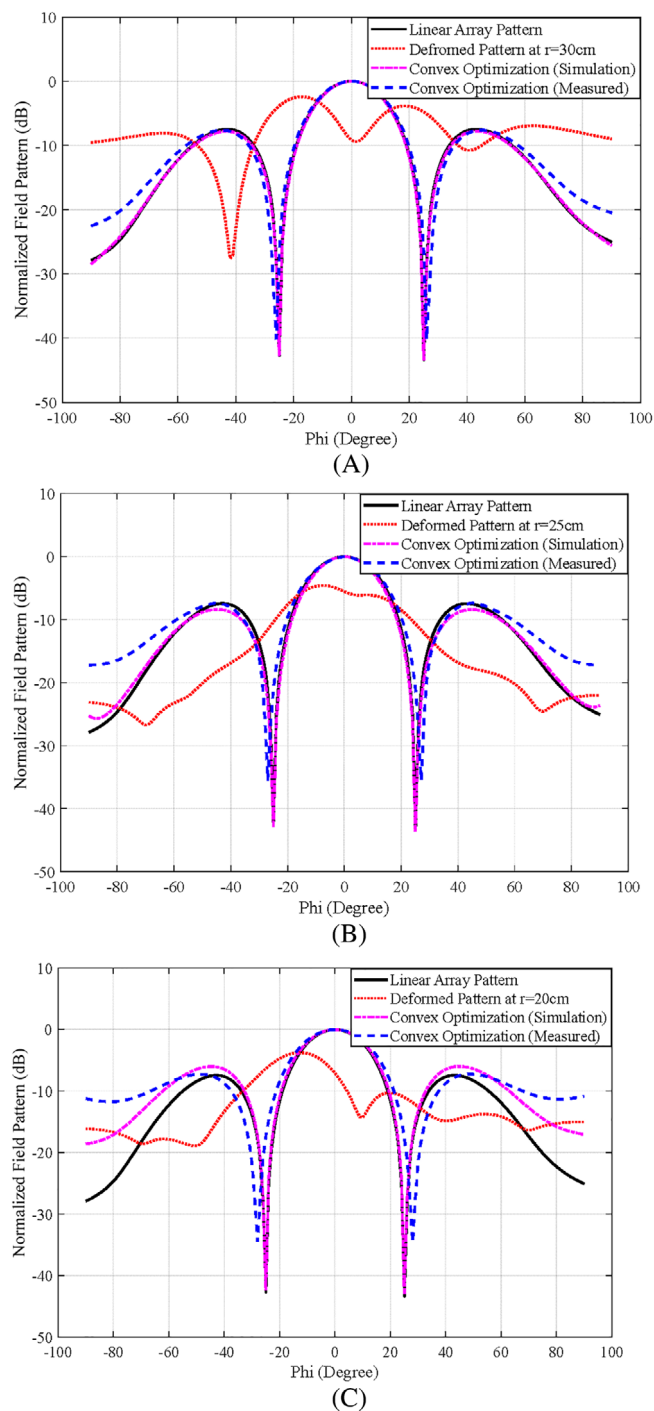 10
0
-10
-20
-30
-40
-50
Normalized Field Pattern (dB)
Linear Array Pattern
Defromed Pattern at r=30cm
Convex Optimization (Simulation)
Convex Optimization (Measured)
-100 -80 -60 -40 -20 0 20 40 60 80 100
Phi (Degree)
(A)
10
0
-10
-20
-30
-40
-50
Normalized Field Pattern (dB)
Linear Array Pattern
Deformed Pattern at r=25cm
Convex Optimization (Simulation)
Convex Optimization (Measured)
-100 -80 -60 -40 -20 0 20 40 60 80 100
Phi (Degree)
(B)
10
0
-10
-20
-30
-40
-50
Normalized Field Pattern (dB)
Linear Array Pattern
Deformed Pattern at r=20cm
Convex Optimization (Simulation)
Convex Optimization (Measured)
-100 -80 -60 -40 -20 0 20 40 60 80 100
Phi (Degree)
(C)